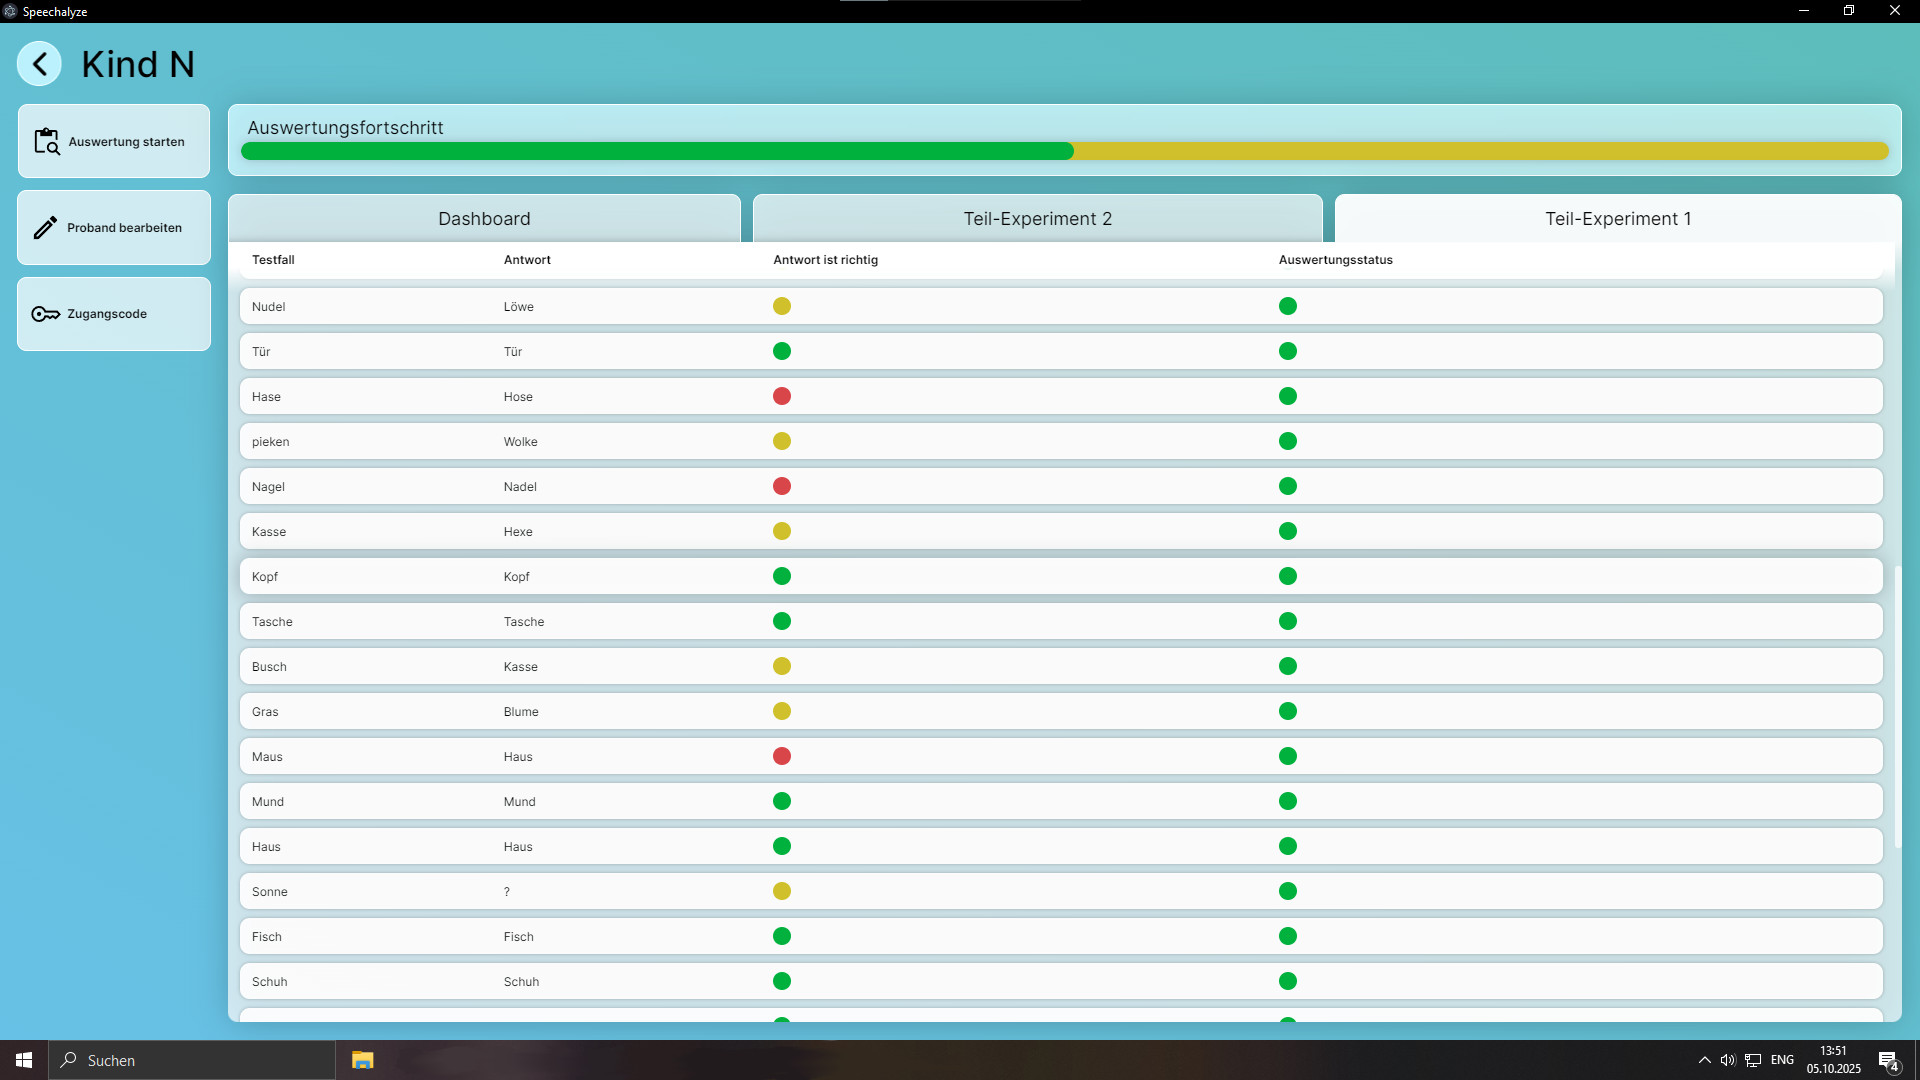 Speechalyze
Kind N
Auswertung starten
Proband bearbeiten
Zugangscode
Auswertungsfortschritt
Dashboard Teil-Experiment 2 Teil-Experiment 1
Testfall Antwort Antwort ist richtig Auswertungsstatus
Nudel Löwe
Tür Tür
Hase Hose
pieken Wolke
Nagel Nadel
Kasse Hexe
Kopf Kopf
Tasche Tasche
Busch Kasse
Gras Blume
Maus Haus
Mund Mund
Haus Haus
Sonne ?
Fisch Fisch
Schuh Schuh
Suchen
ENG
13:51
05.10.2025
4